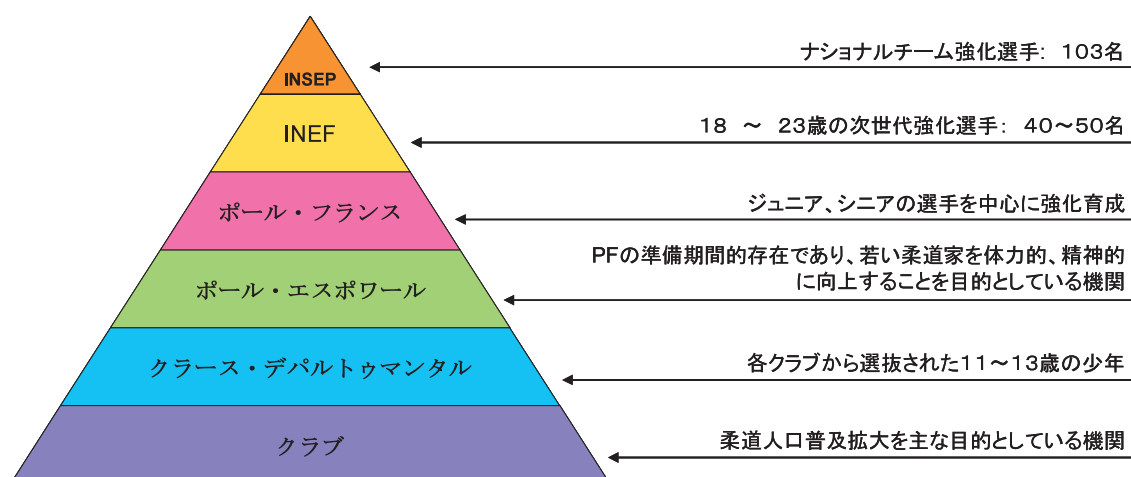 ナショナルチーム強化選手： １０３名
INSEP
１８　～　２３歳の次世代強化選手： ４０～５０名
INEF
ジュニア、シニアの選手を中心に強化育成
ポール・フランス
PFの準備期間的存在であり、若い柔道家を体力的、精神的
に向上することを目的としている機関
ポール・エスポワール
各クラブから選抜された１１～１３歳の少年
クラース・デパルトゥマンタル
柔道人口普及拡大を主な目的としている機関
クラブ